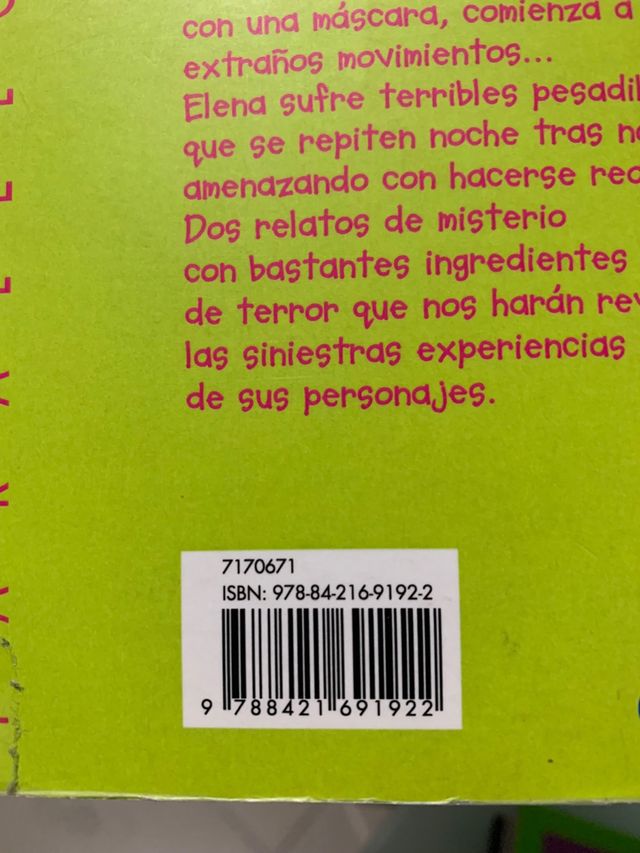 con una máscara, comienza a
extraños movimientos...
Elena sufre terribles
que se repiten noche tras
amenazando con hacerse
Dos relatos de misterio
con bastantes ingredientes
de terror que nos harán
las siniestras experiencias
de sus personajes.
7170671
ISBN: 978-84-216-9192-2
9 788421 691922